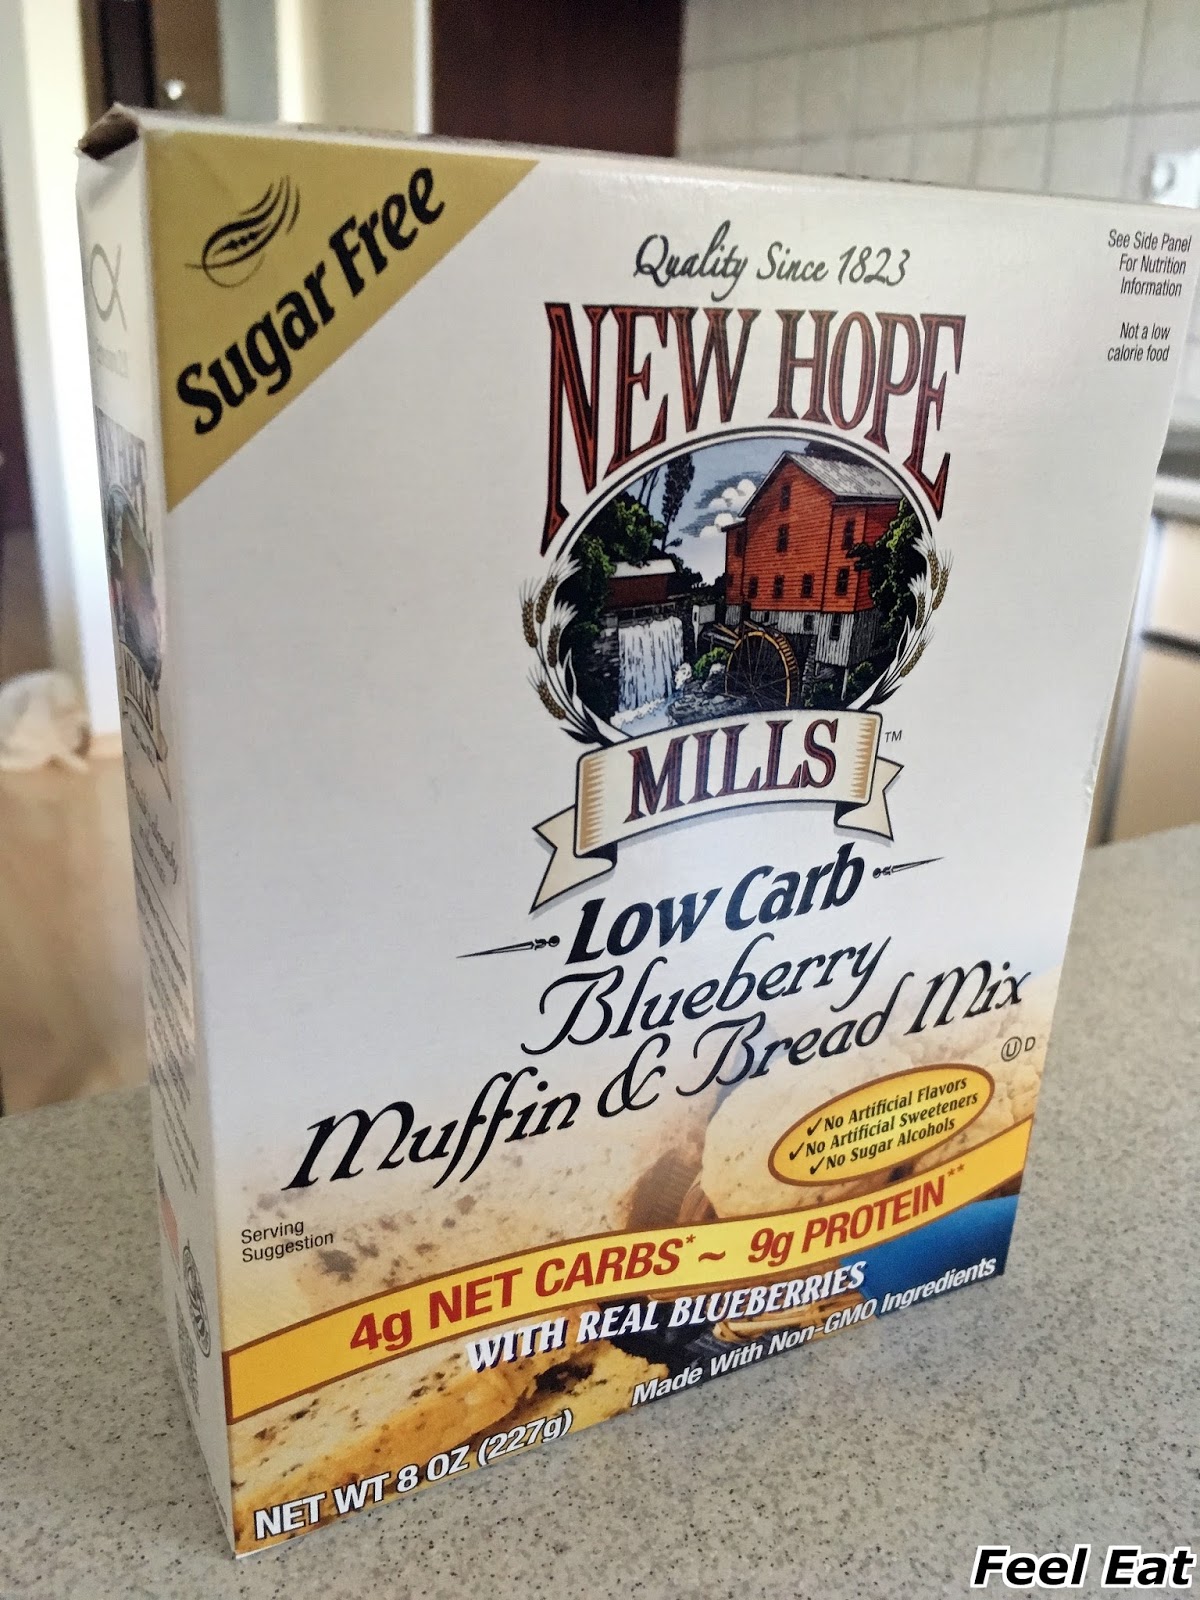 Sugar Free
Quality Since 1823
NEW HOPE
MILLS™
See Side Panel
For Nutrition
Information
Not a low
calorie food
Low Carb
Blueberry
Muffin & Bread Mix
U D
✓No Artificial Flavors
✓No Artificial Sweeteners
✓No Sugar Alcohols
Serving
Suggestion
4g NET CARBS* ~ 9g PROTEIN**
WITH REAL BLUEBERRIES
Made With Non-GMO Ingredients
NET WT 8 OZ (227g)
MILLS
Feel Eat